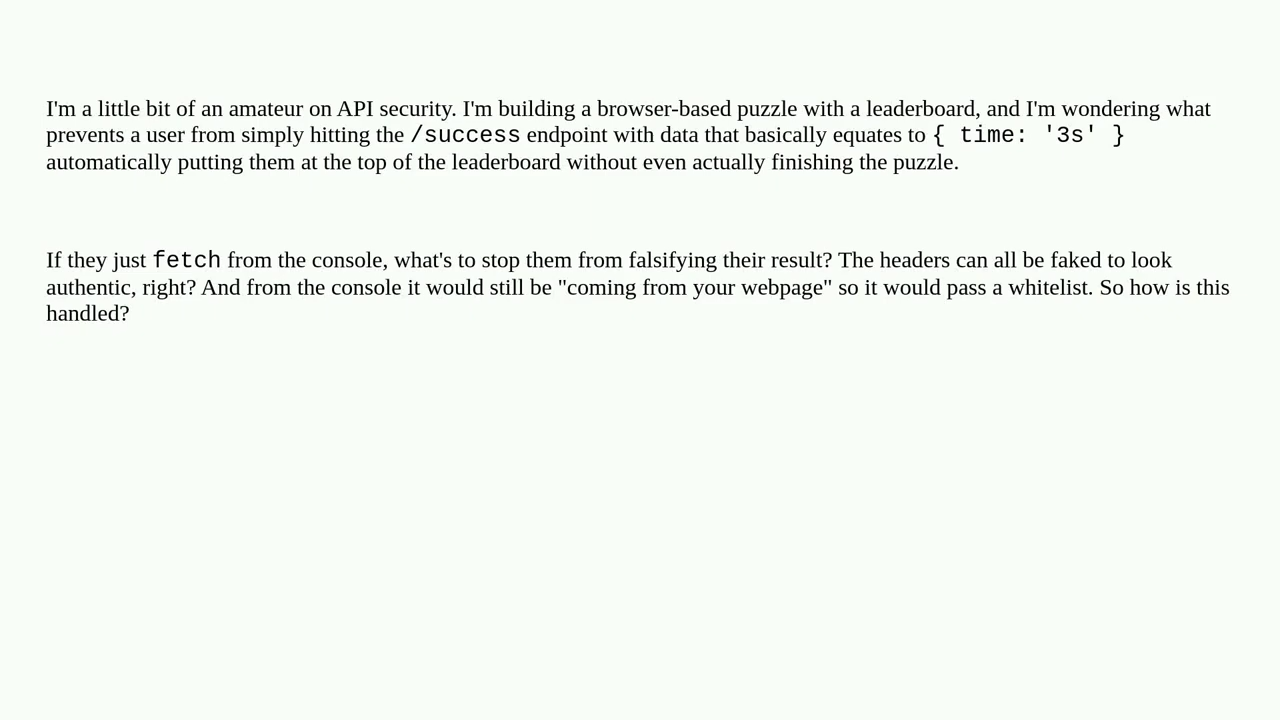 I'm a little bit of an amateur on API security. I'm building a browser-based puzzle with a leaderboard, and I'm wondering what
prevents a user from simply hitting the /success endpoint with data that basically equates to { time: '3s' }
automatically putting them at the top of the leaderboard without even actually finishing the puzzle.
If they just fetch from the console, what's to stop them from falsifying their result? The headers can all be faked to look
authentic, right? And from the console it would still be "coming from your webpage" so it would pass a whitelist. So how is this
handled?